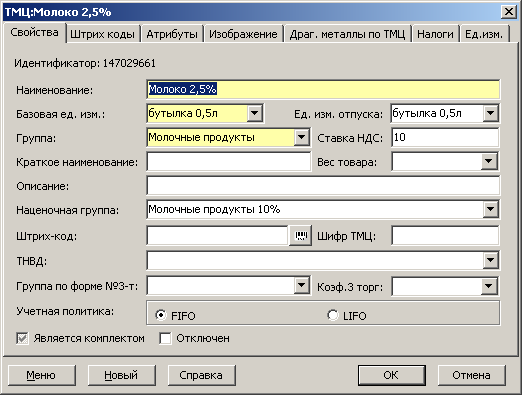 ТМЦ:Молоко 2,5%
Свойства Штрих коды Атрибуты Изображение Драг. металлы по ТМЦ Налоги Ед.изм.
Идентификатор: 147029661
Наименование: Молоко 2,5%
Базовая ед. изм.: бутылка 0,5л Ед. изм. отпуска: бутылка 0,5л
Группа: Молочные продукты Ставка НДС: 10
Краткое наименование: Вес товара:
Описание:
Наценочная группа: Молочные продукты 10%
Штрих-код: Шифр ТМЦ:
ТНВД:
Группа по форме №3-т: Коэф.3 торг:
Учетная политика: FIFO LIFO
Является комплектом Отключен
Меню Новый Справка OK Отмена